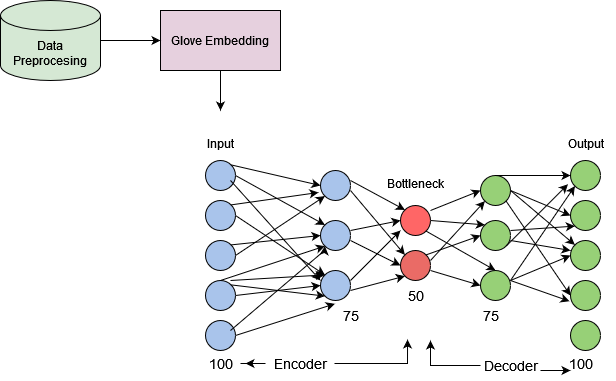 Data
Preprocesing
Glove Embedding
Input
Output
Bottleneck
50
75
75
100
Encoder
Decoder
100